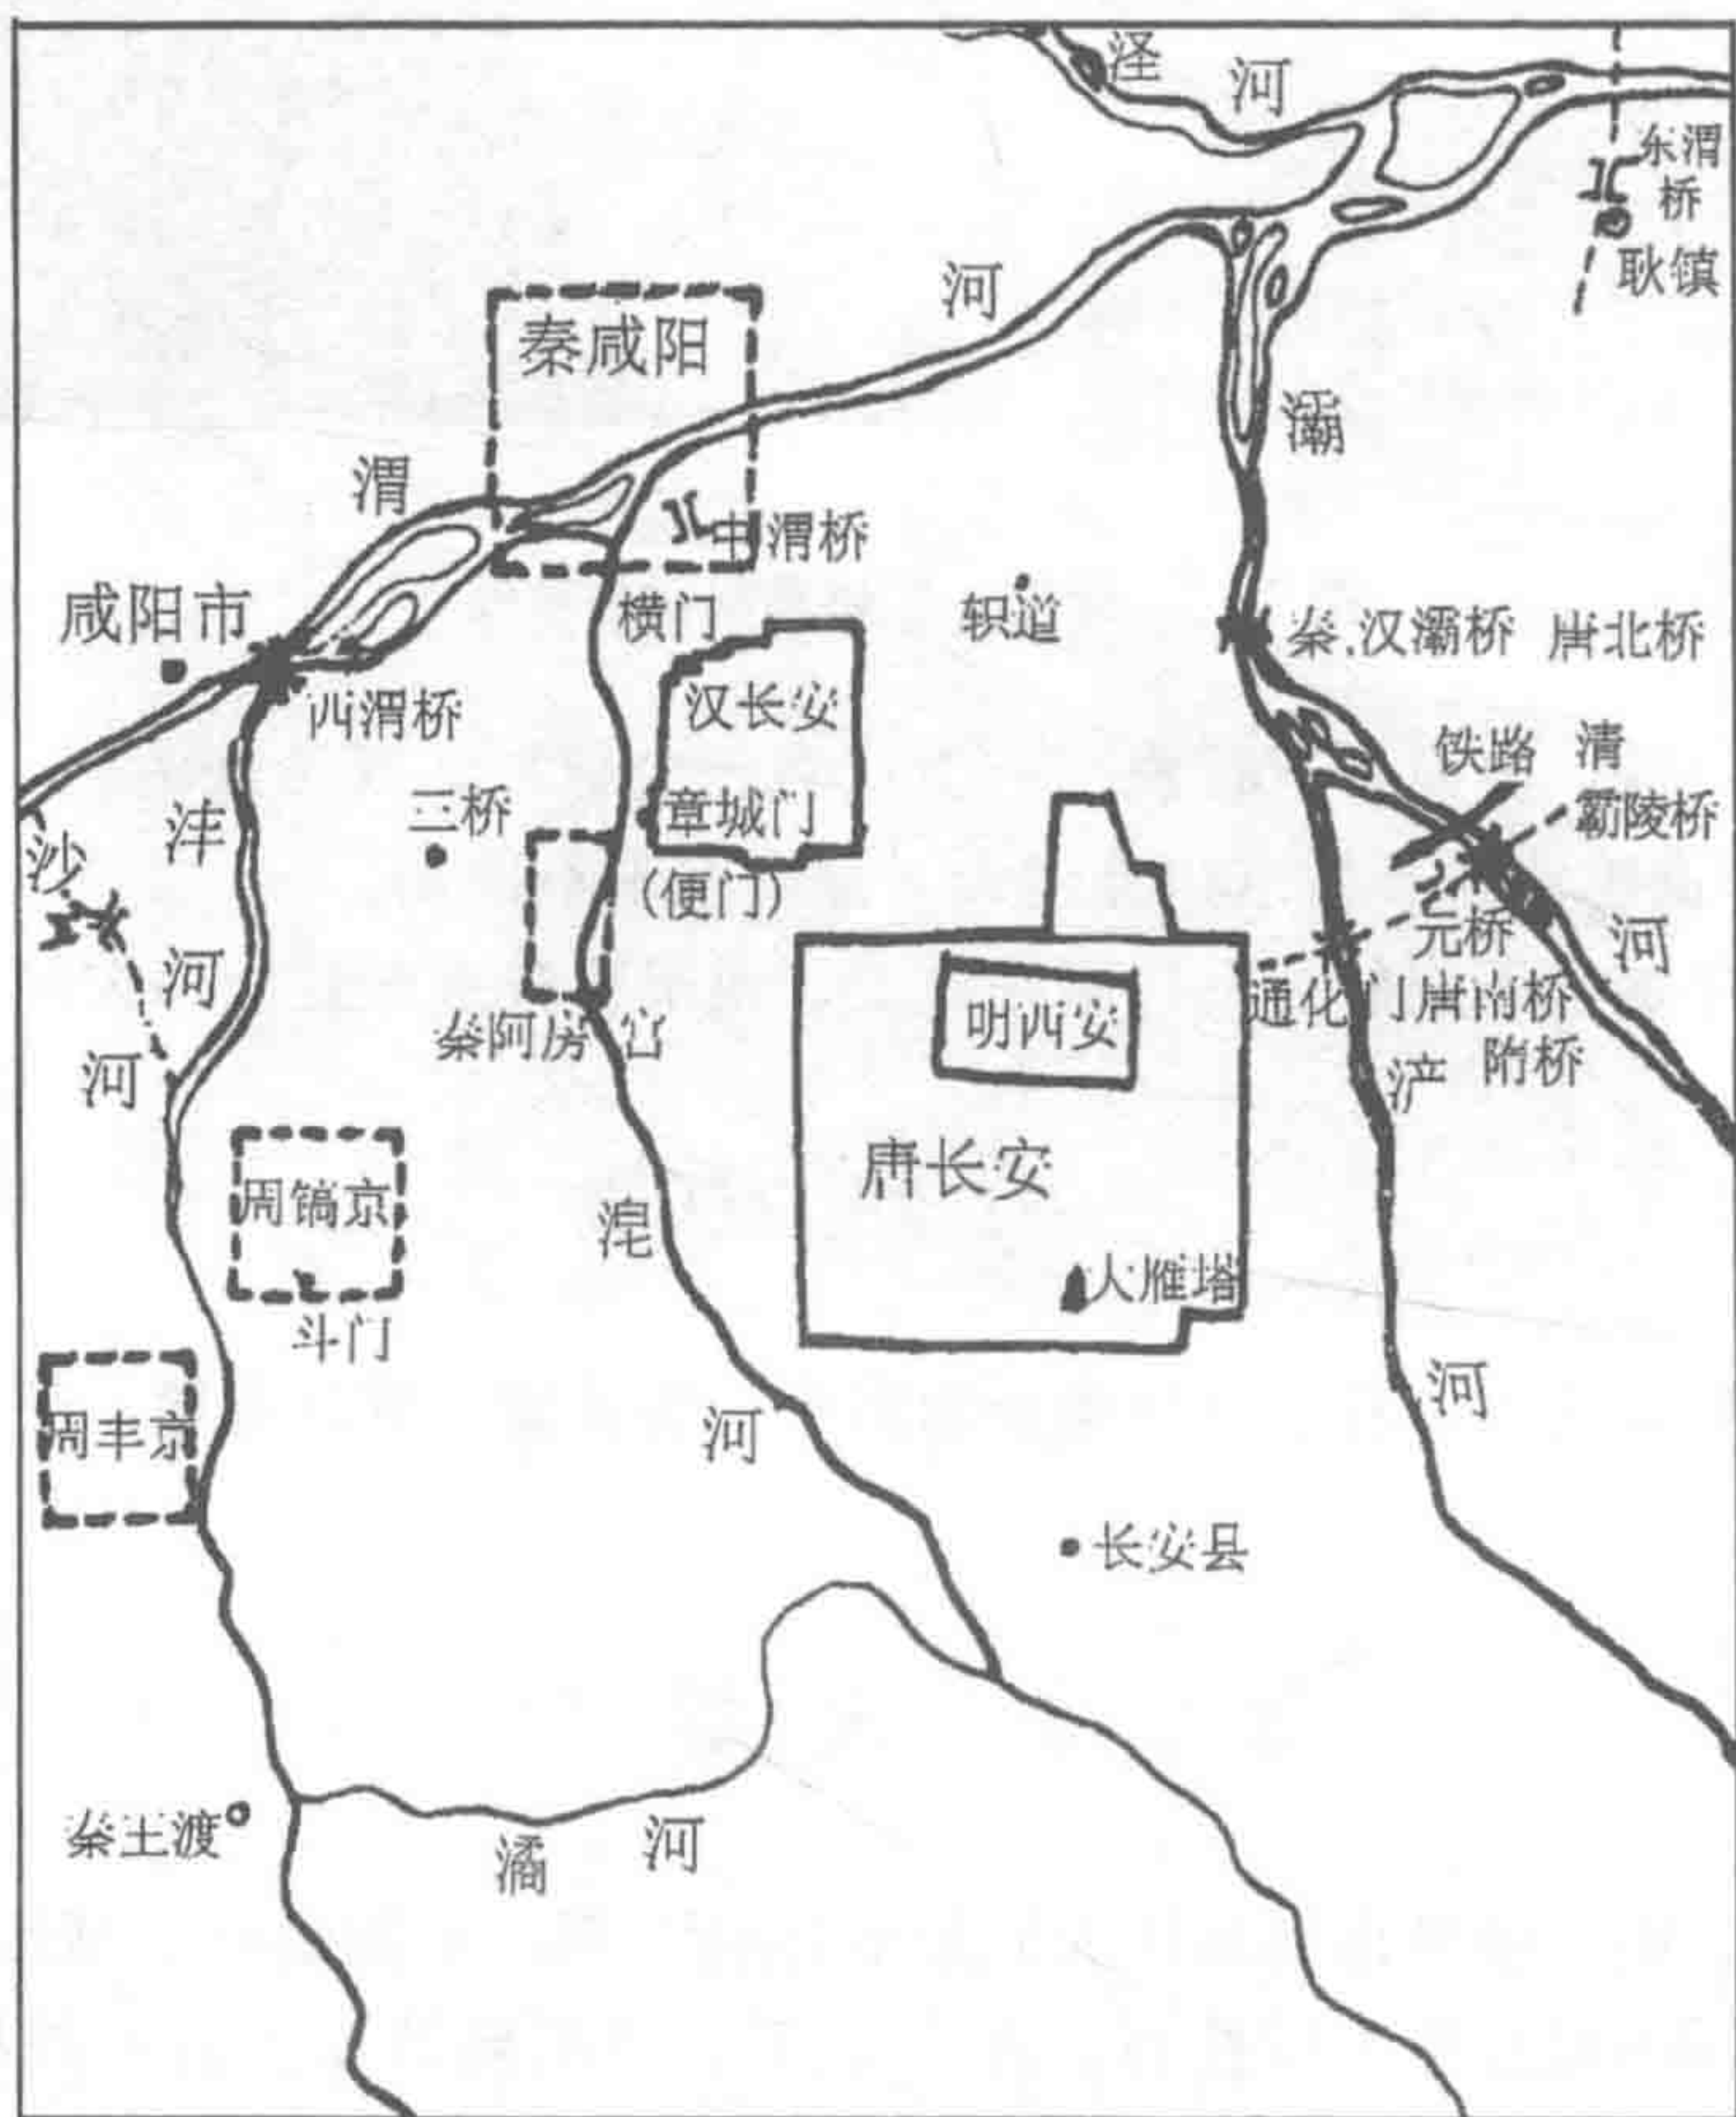 泾 河
东渭
桥
耿镇
河
秦咸阳
灞
渭
中渭桥
咸阳市
横门
轵道
秦.汉灞桥 唐北桥
西渭桥
汉长安
铁路 清
灞陵桥
沣
三桥
章城门
(便门)
沙
元桥
河
河
秦阿房宫
明西安
通化门唐南桥
隋桥
河
浐
周镐京
唐长安
皂
大雁塔
斗门
河
周丰京
河
长安县
秦王渡
潏 河